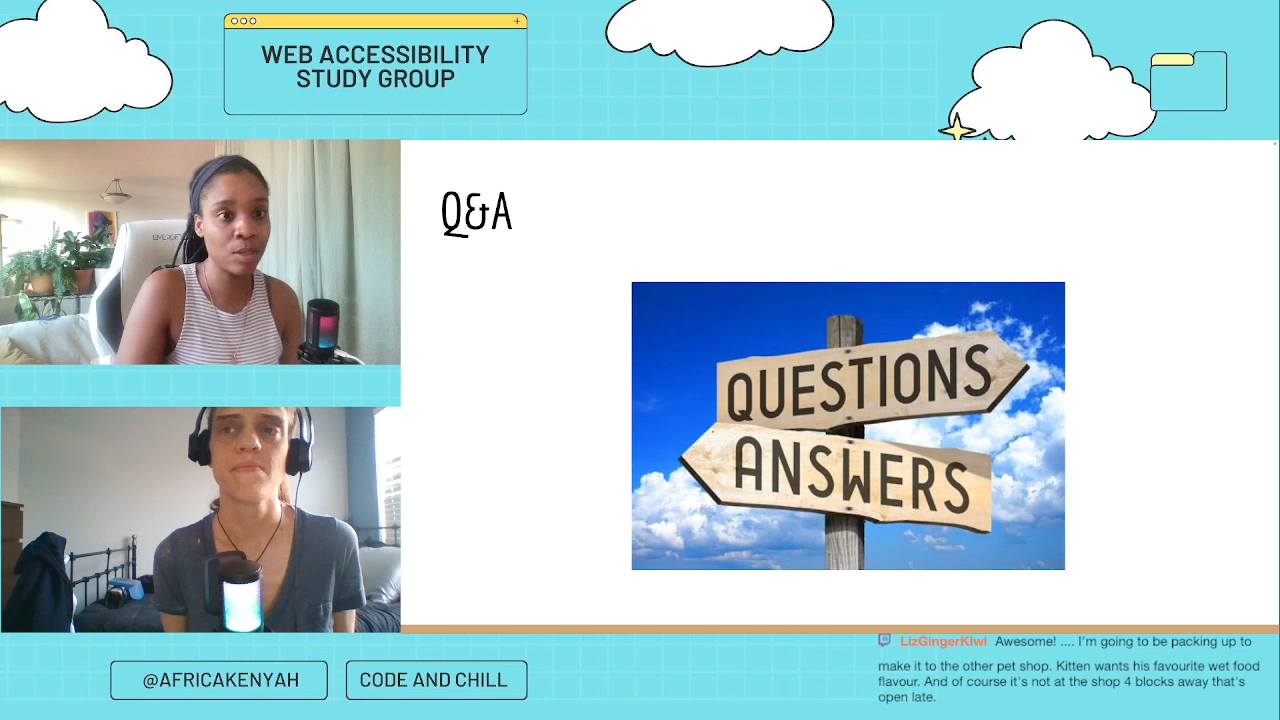 WEB ACCESSIBILITY
STUDY GROUP
Q&A
QUESTIONS
ANSWERS
@AFRICAKENYAH
CODE AND CHILL
LizGingerKiwi Awesome! .... I'm going to be packing up to
make it to the other pet shop. Kitten wants his favourite wet food
flavour. And of course it's not at the shop 4 blocks away that's
open late.